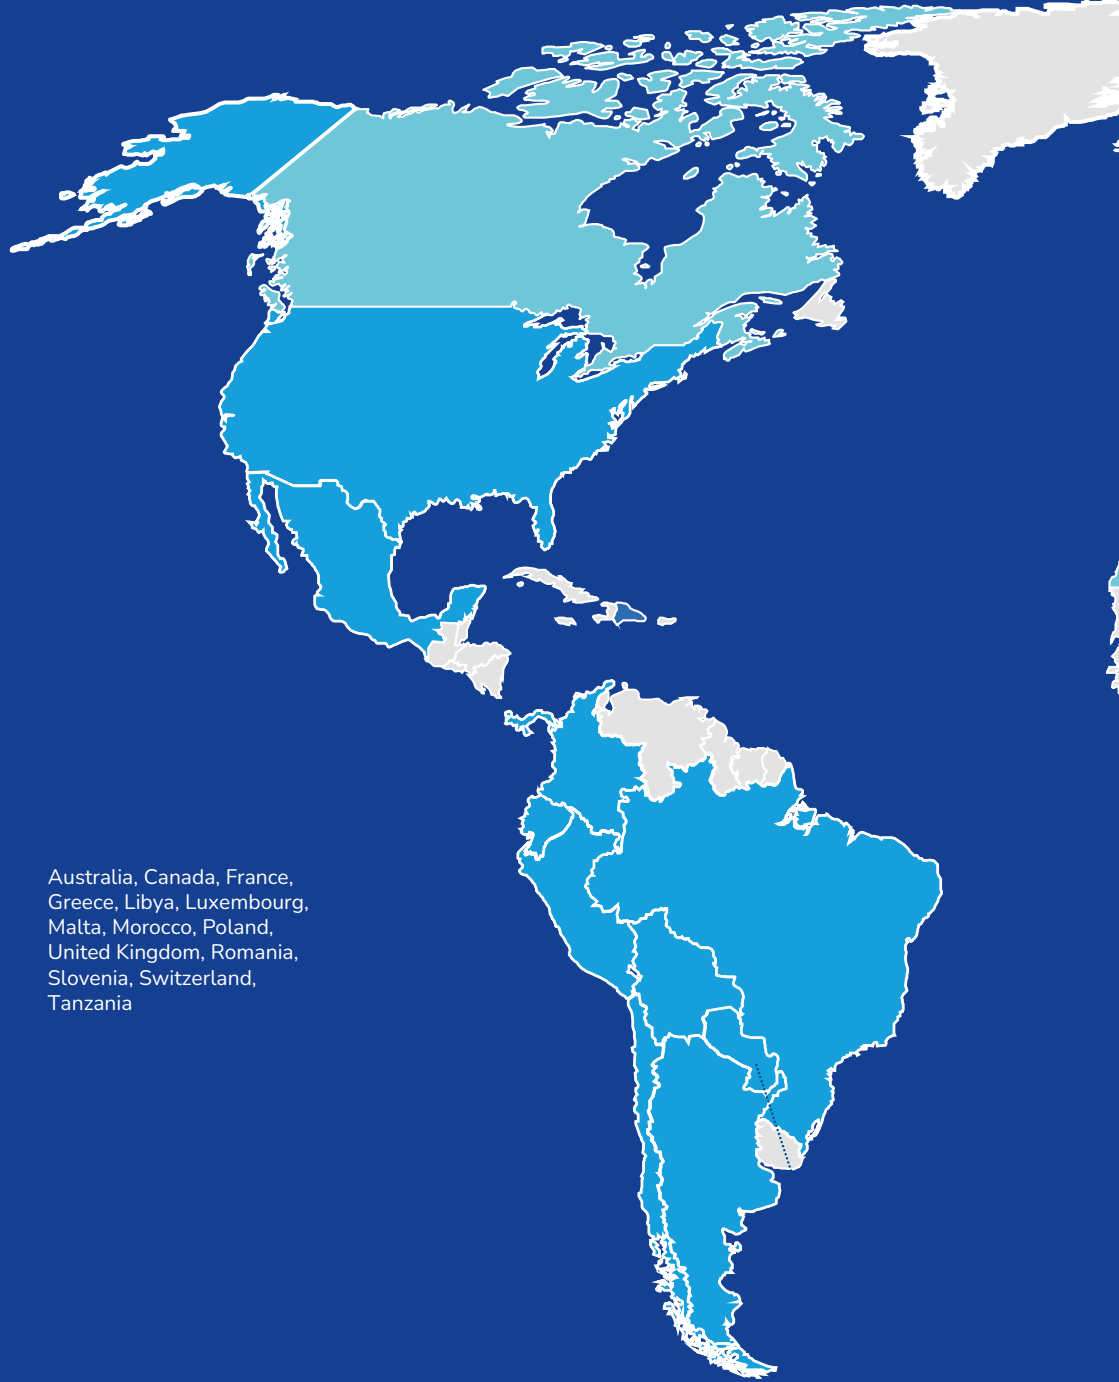 Australia, Canada, France,
Greece, Libya, Luxembourg,
Malta, Morocco, Poland,
United Kingdom, Romania,
Slovenia, Switzerland,
Tanzania